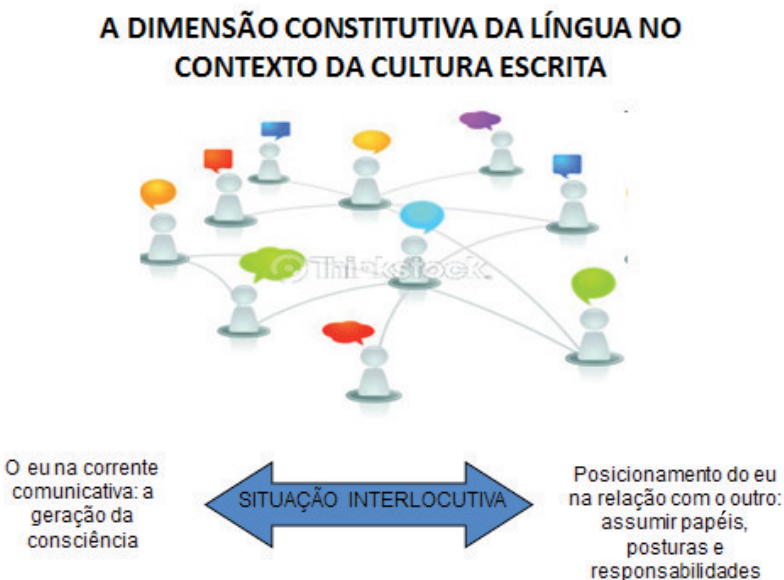 A DIMENSÃO CONSTITUTIVA DA LÍNGUA NO
CONTEXTO DA CULTURA ESCRITA
Thinkstock
O eu na corrente
comunicativa: a
geração da
consciência
SITUAÇÃO INTERLOCUTIVA
Posicionamento do eu
na relação com o outro:
assumir papéis,
posturas e
responsabilidades